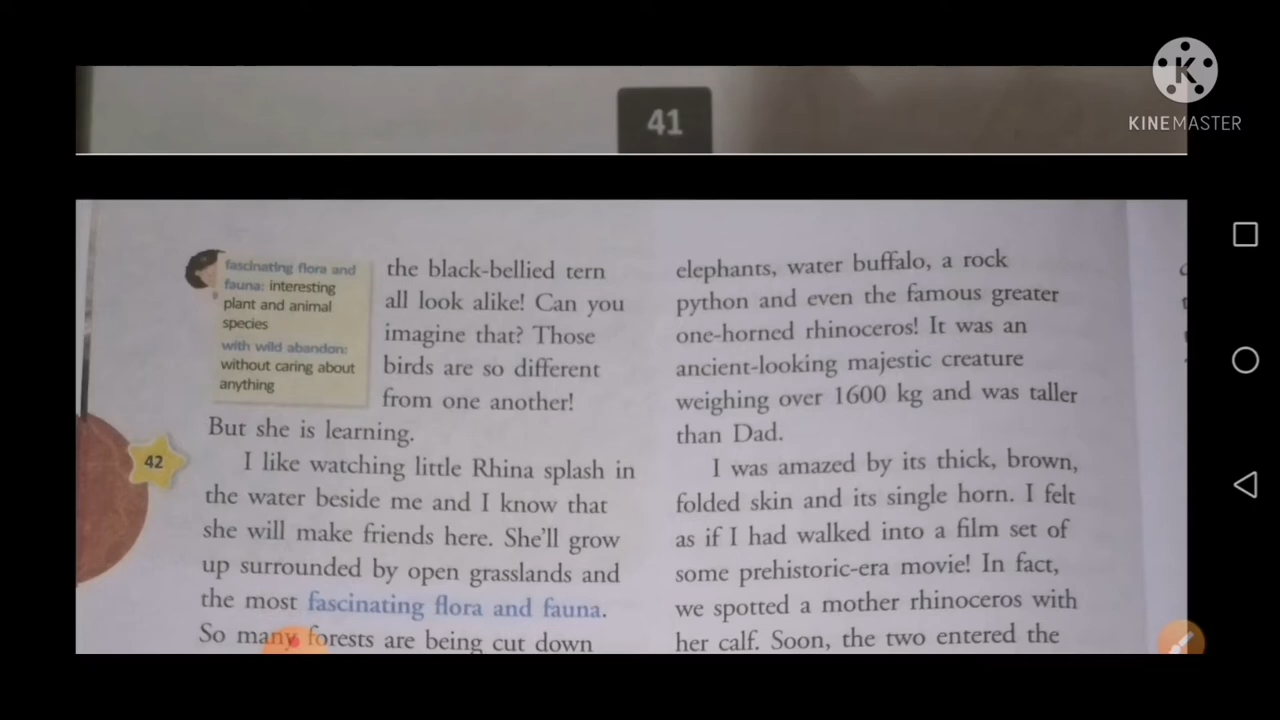 41
KINEMASTER
fascinating flora and
fauna: interesting
plant and animal
species
with wild abandon:
without caring about
anything
the black-bellied tern
all look alike! Can you
imagine that? Those
birds are so different
from one another!
But she is learning.
42
I like watching little Rhina splash in
the water beside me and I know that
she will make friends here. She'll grow
up surrounded by open grasslands and
the most fascinating flora and fauna.
So many forests are being cut down
elephants, water buffalo, a rock
python and even the famous greater
one-horned rhinoceros! It was an
ancient-looking majestic creature
weighing over 1600 kg and was taller
than Dad.
I was amazed by its thick, brown,
folded skin and its single horn. I felt
as if I had walked into a film set of
some prehistoric-era movie! In fact,
we spotted a mother rhinoceros with
her calf. Soon, the two entered the